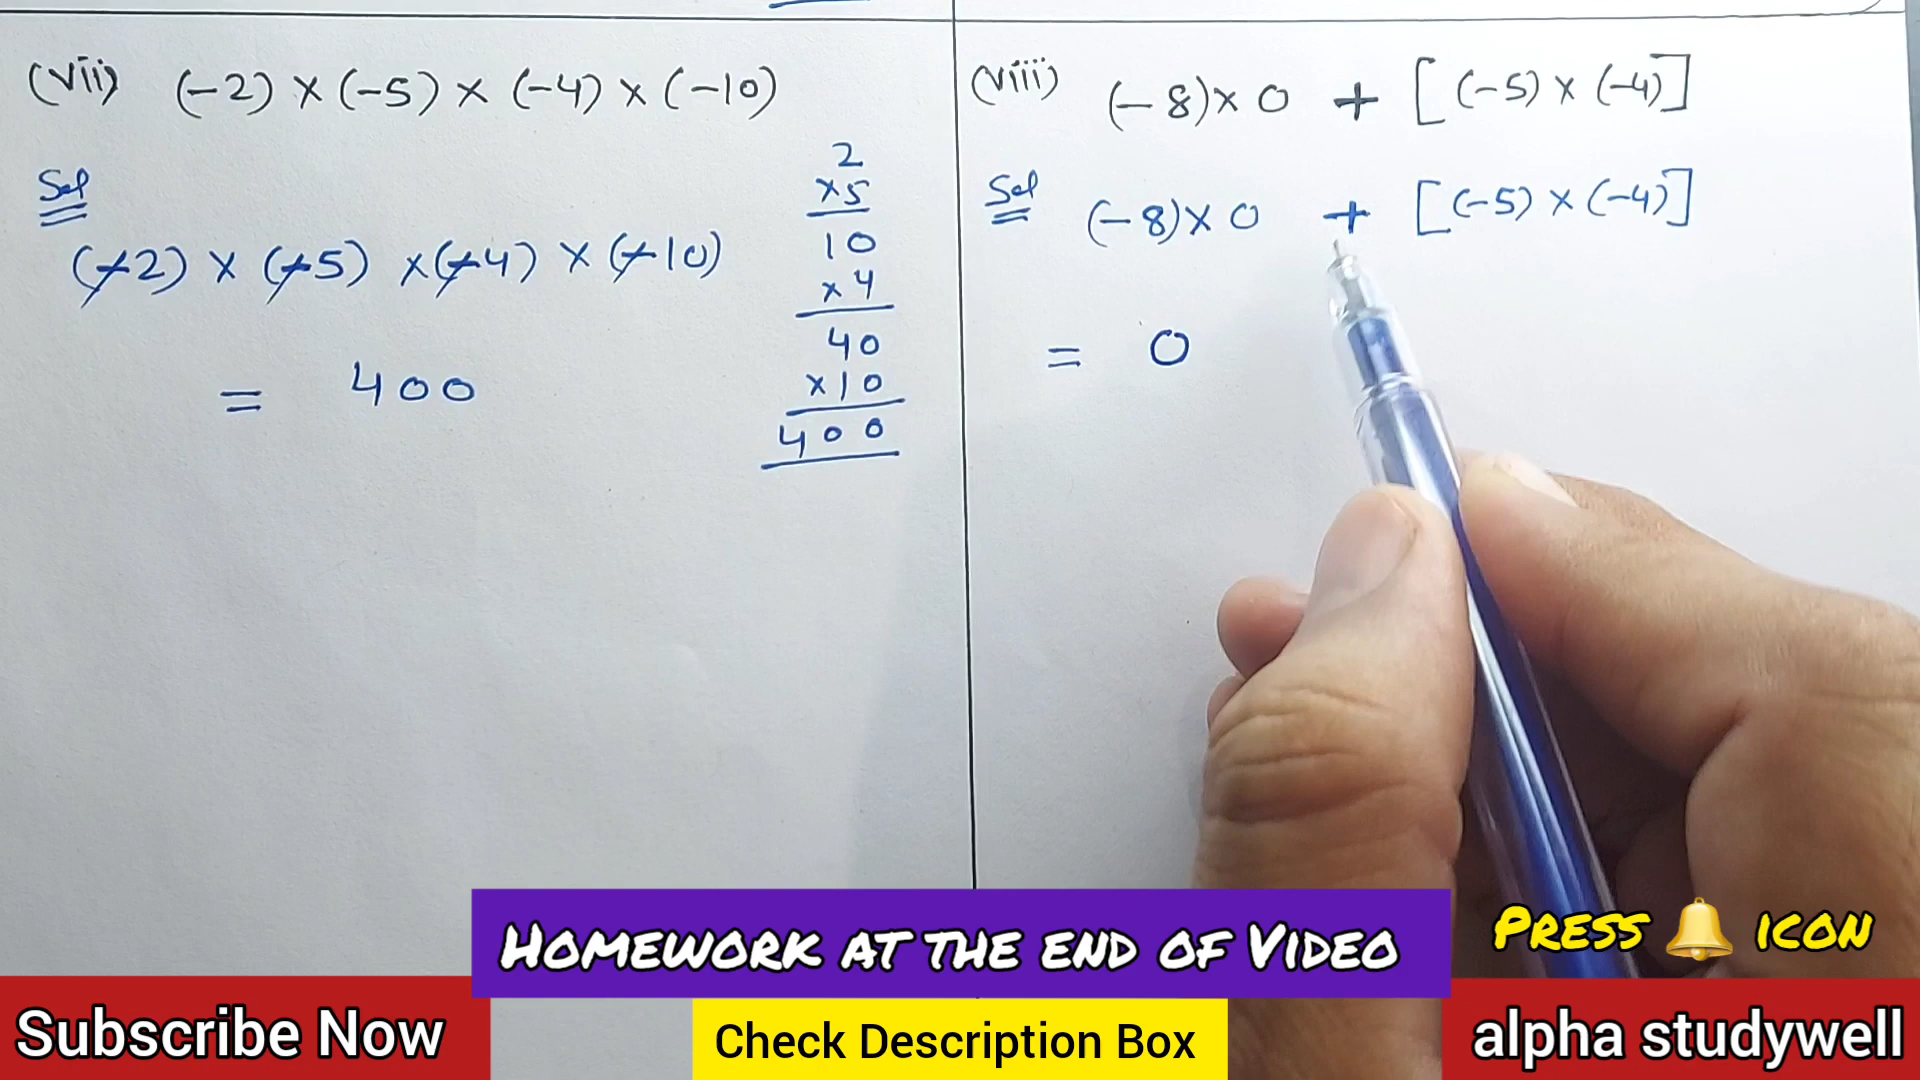 (vii) (-2) × (-5) × (-4) × (-10)
Sol
(-2) × (-5) × (-4) × (-10)
= 400
2
×5
10
×4
40
×10
400
(viii) (-8) × 0 + [(-5) × (-4)]
Sol (-8) × 0 + [(-5) × (-4)]
= 0
HOMEWORK AT THE END OF VIDEO
PRESS 🔔 ICON
Subscribe Now
Check Description Box
alpha studywell